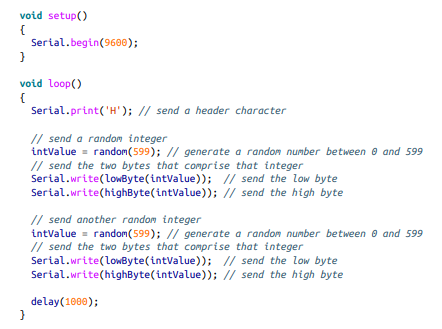 void setup()
{
  Serial.begin(9600);
}

void loop()
{
  Serial.print('H'); // send a header character

  // send a random integer
  intValue = random(599); // generate a random number between 0 and 599
  // send the two bytes that comprise that integer
  Serial.write(lowByte(intValue));  // send the low byte
  Serial.write(highByte(intValue)); // send the high byte

  // send another random integer
  intValue = random(599); // generate a random number between 0 and 599
  // send the two bytes that comprise that integer
  Serial.write(lowByte(intValue));  // send the low byte
  Serial.write(highByte(intValue)); // send the high byte

  delay(1000);
}